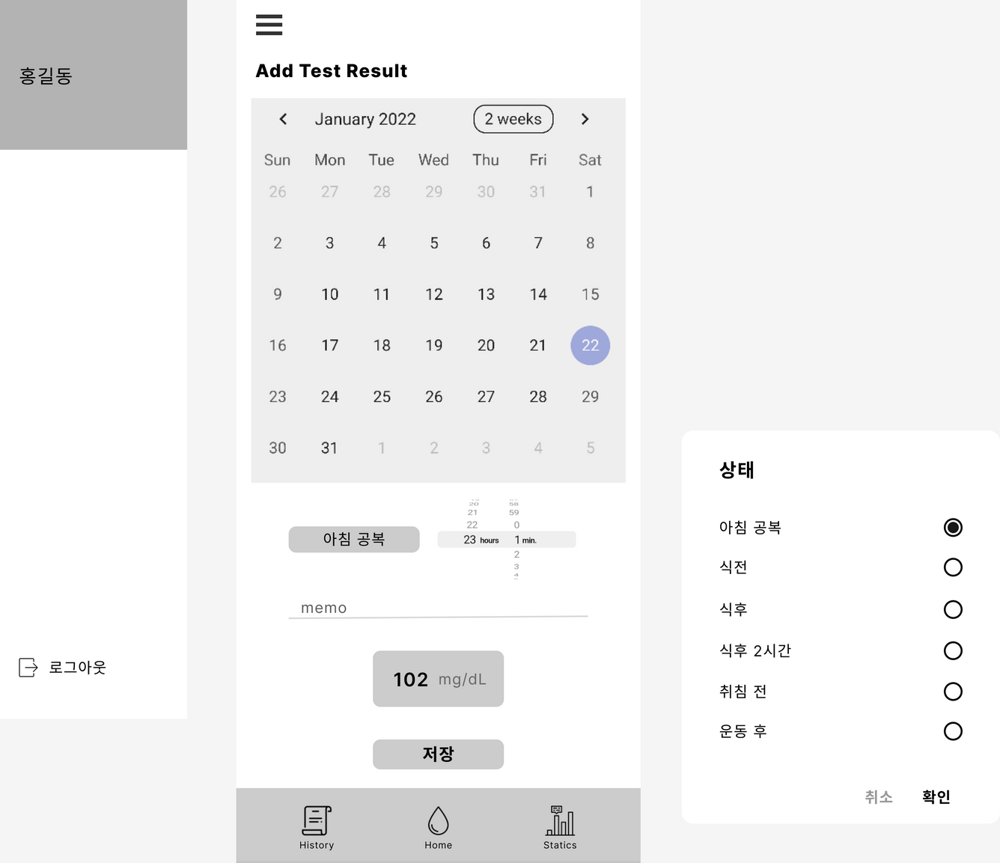 홍길동
로그아웃
Add Test Result
January 2022
2 weeks
Sun Mon Tue Wed Thu Fri Sat
26 27 28 29 30 31 1
2 3 4 5 6 7 8
9 10 11 12 13 14 15
16 17 18 19 20 21 22
23 24 25 26 27 28 29
30 31 1 2 3 4 5
아침 공복
20 58
21 59
22 0
23 hours 1 min.
2
3
4
memo
102 mg/dL
저장
History Home Statics
상태
아침 공복
식전
식후
식후 2시간
취침 전
운동 후
취소 확인